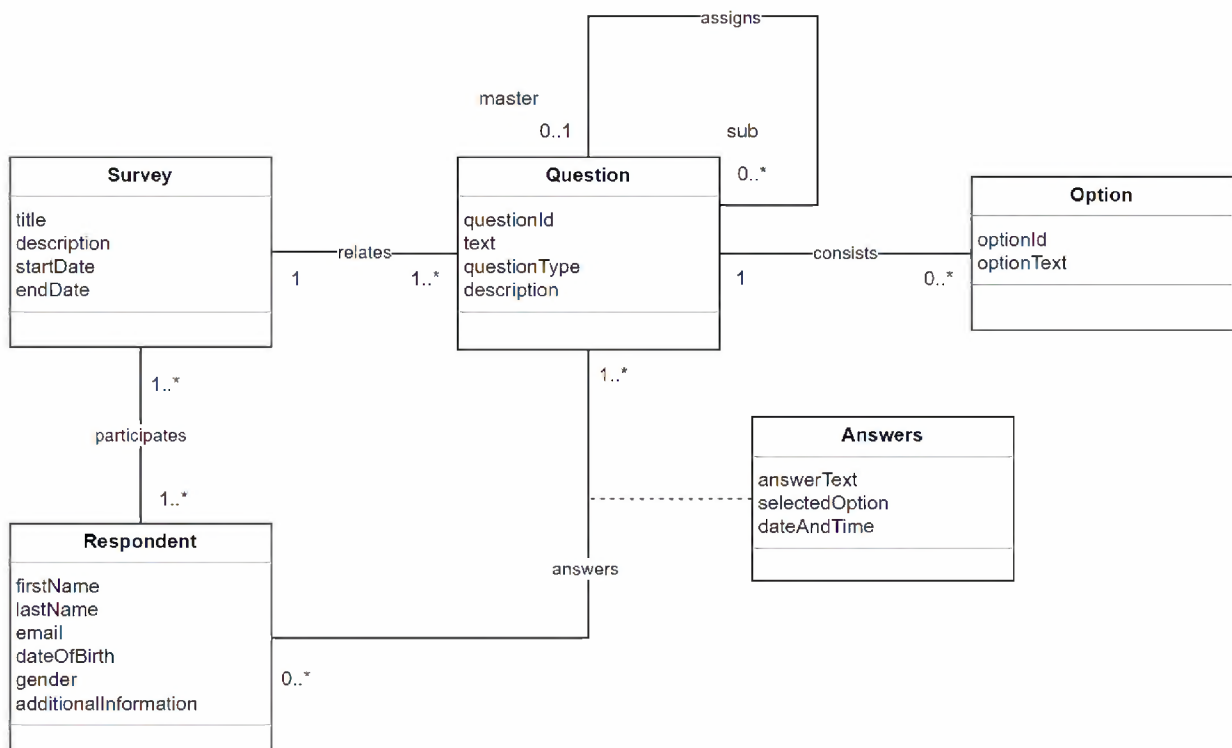 assigns
master
0..1
sub
0..*
Survey
title
description
startDate
endDate
Question
questionId
text
questionType
description
Option
optionId
optionText
relates
1
1..*
consists
1
0..*
1..*
participates
1..*
1..*
Answers
answerText
selectedOption
dateAndTime
answers
Respondent
firstName
lastName
email
dateOfBirth
gender
additionalInformation
0..*